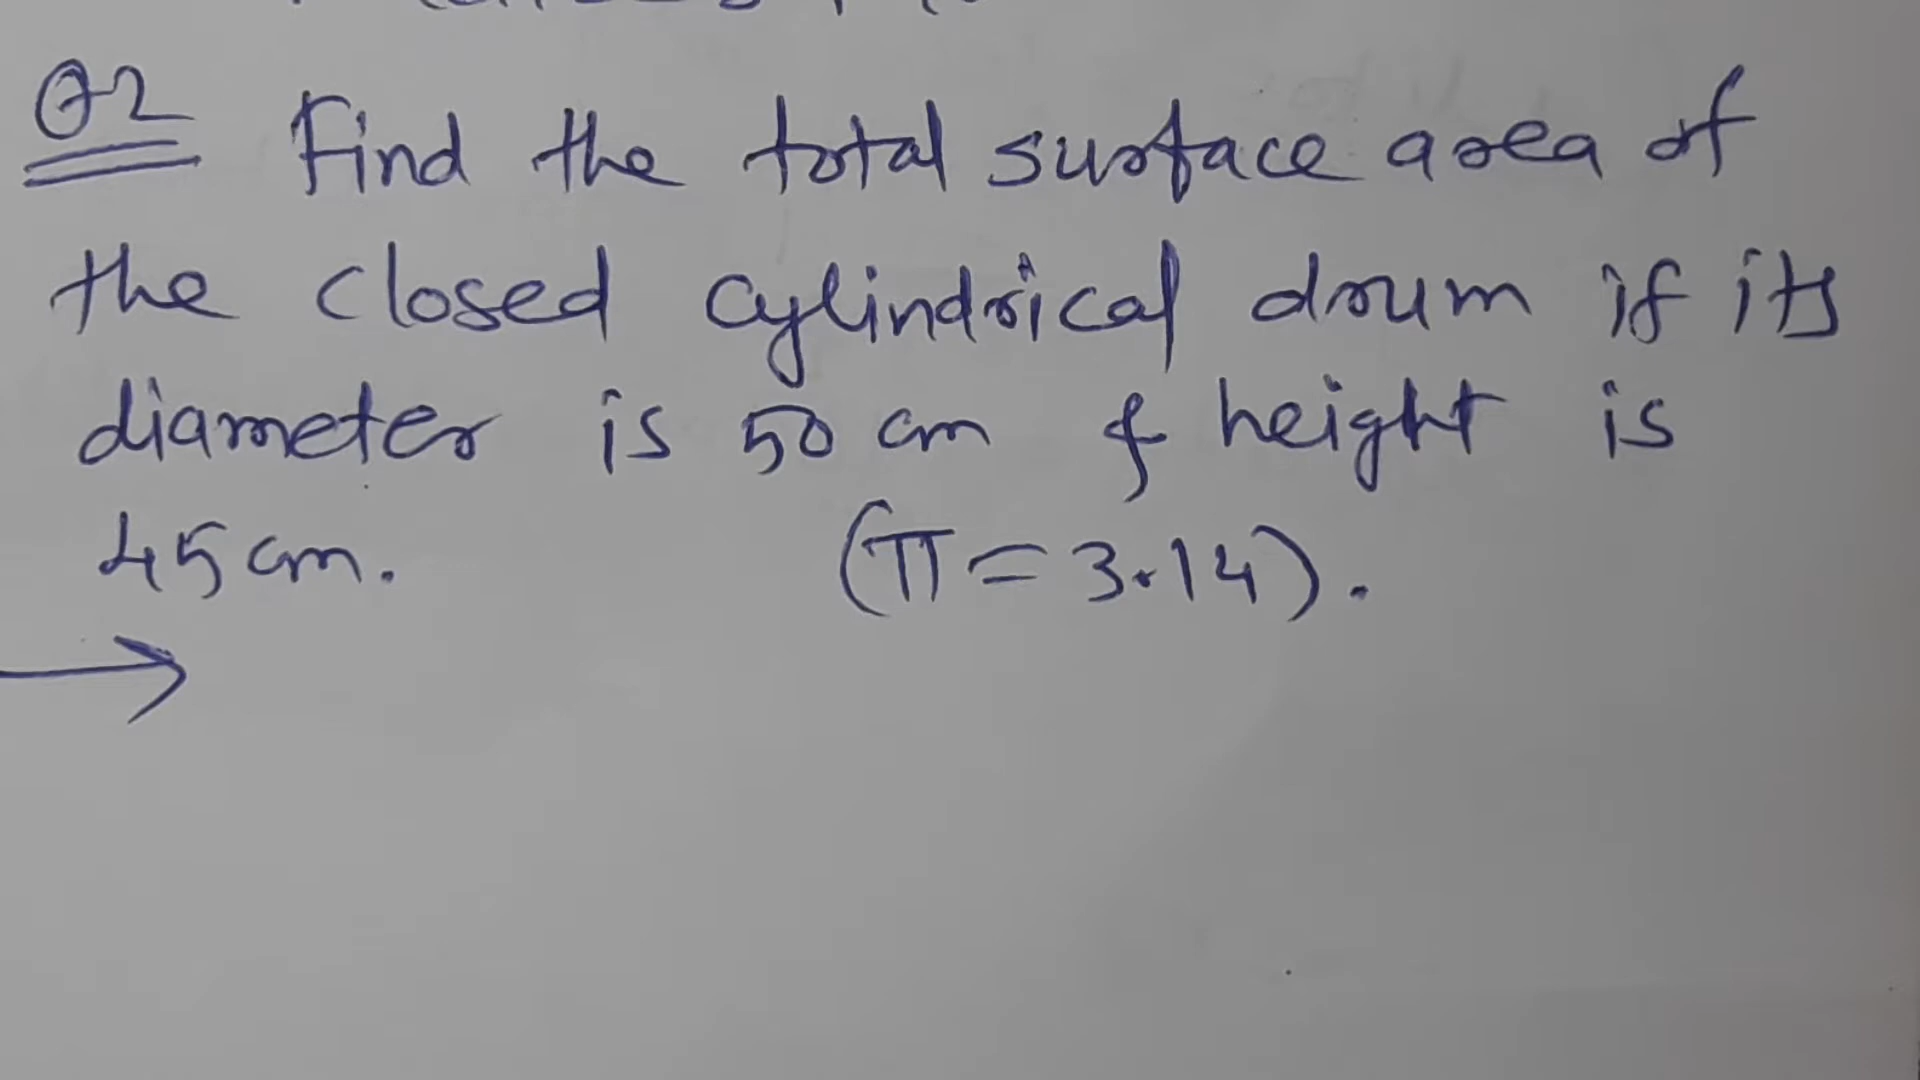 Q2 Find the total surface area of
the closed cylindrical drum if its
diameter is 50 cm & height is
45 cm. (π = 3.14).
→